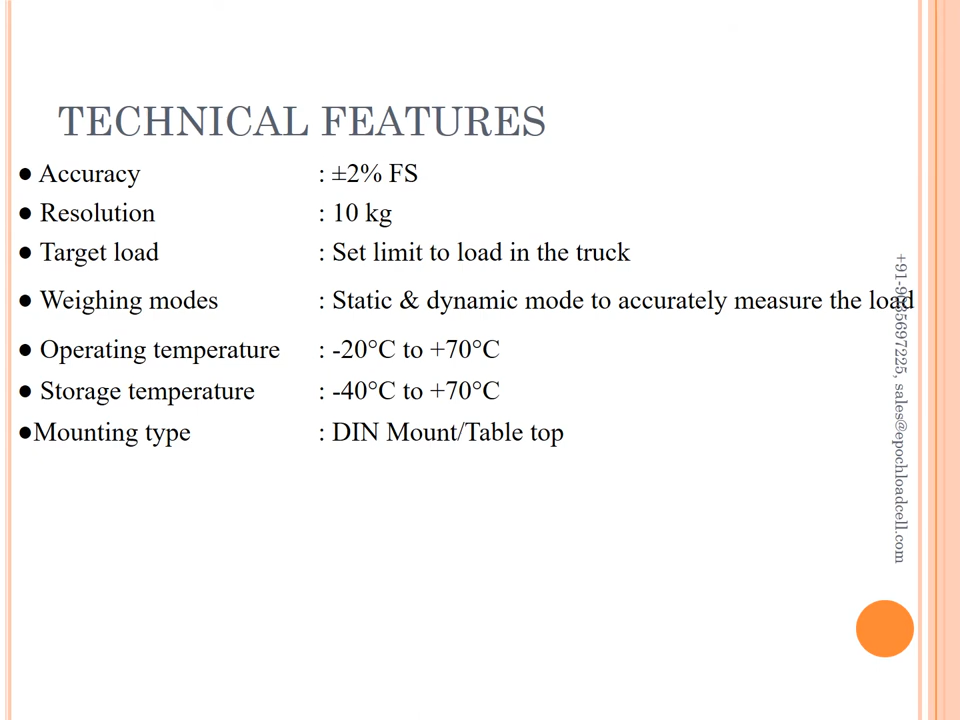 TECHNICAL FEATURES
● Accuracy : ±2% FS
● Resolution : 10 kg
● Target load : Set limit to load in the truck
● Weighing modes : Static & dynamic mode to accurately measure the load
● Operating temperature : -20°C to +70°C
● Storage temperature : -40°C to +70°C
●Mounting type : DIN Mount/Table top
sales@epochloadcell.com